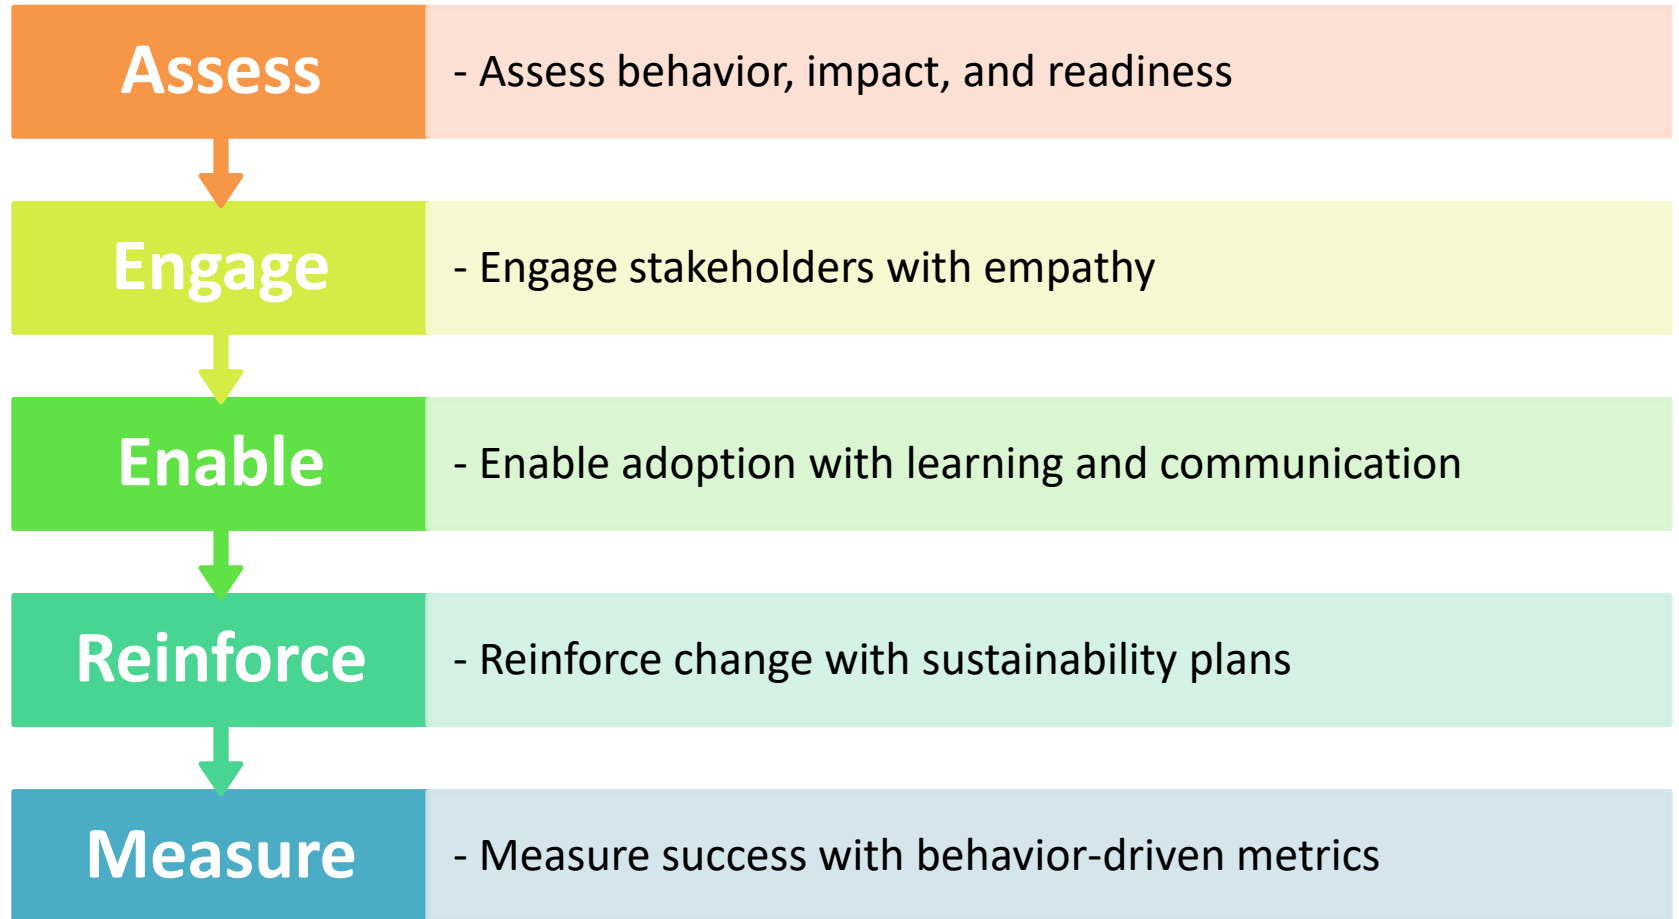 Assess
- Assess behavior, impact, and readiness
Engage
- Engage stakeholders with empathy
Enable
- Enable adoption with learning and communication
Reinforce
- Reinforce change with sustainability plans
Measure
- Measure success with behavior-driven metrics